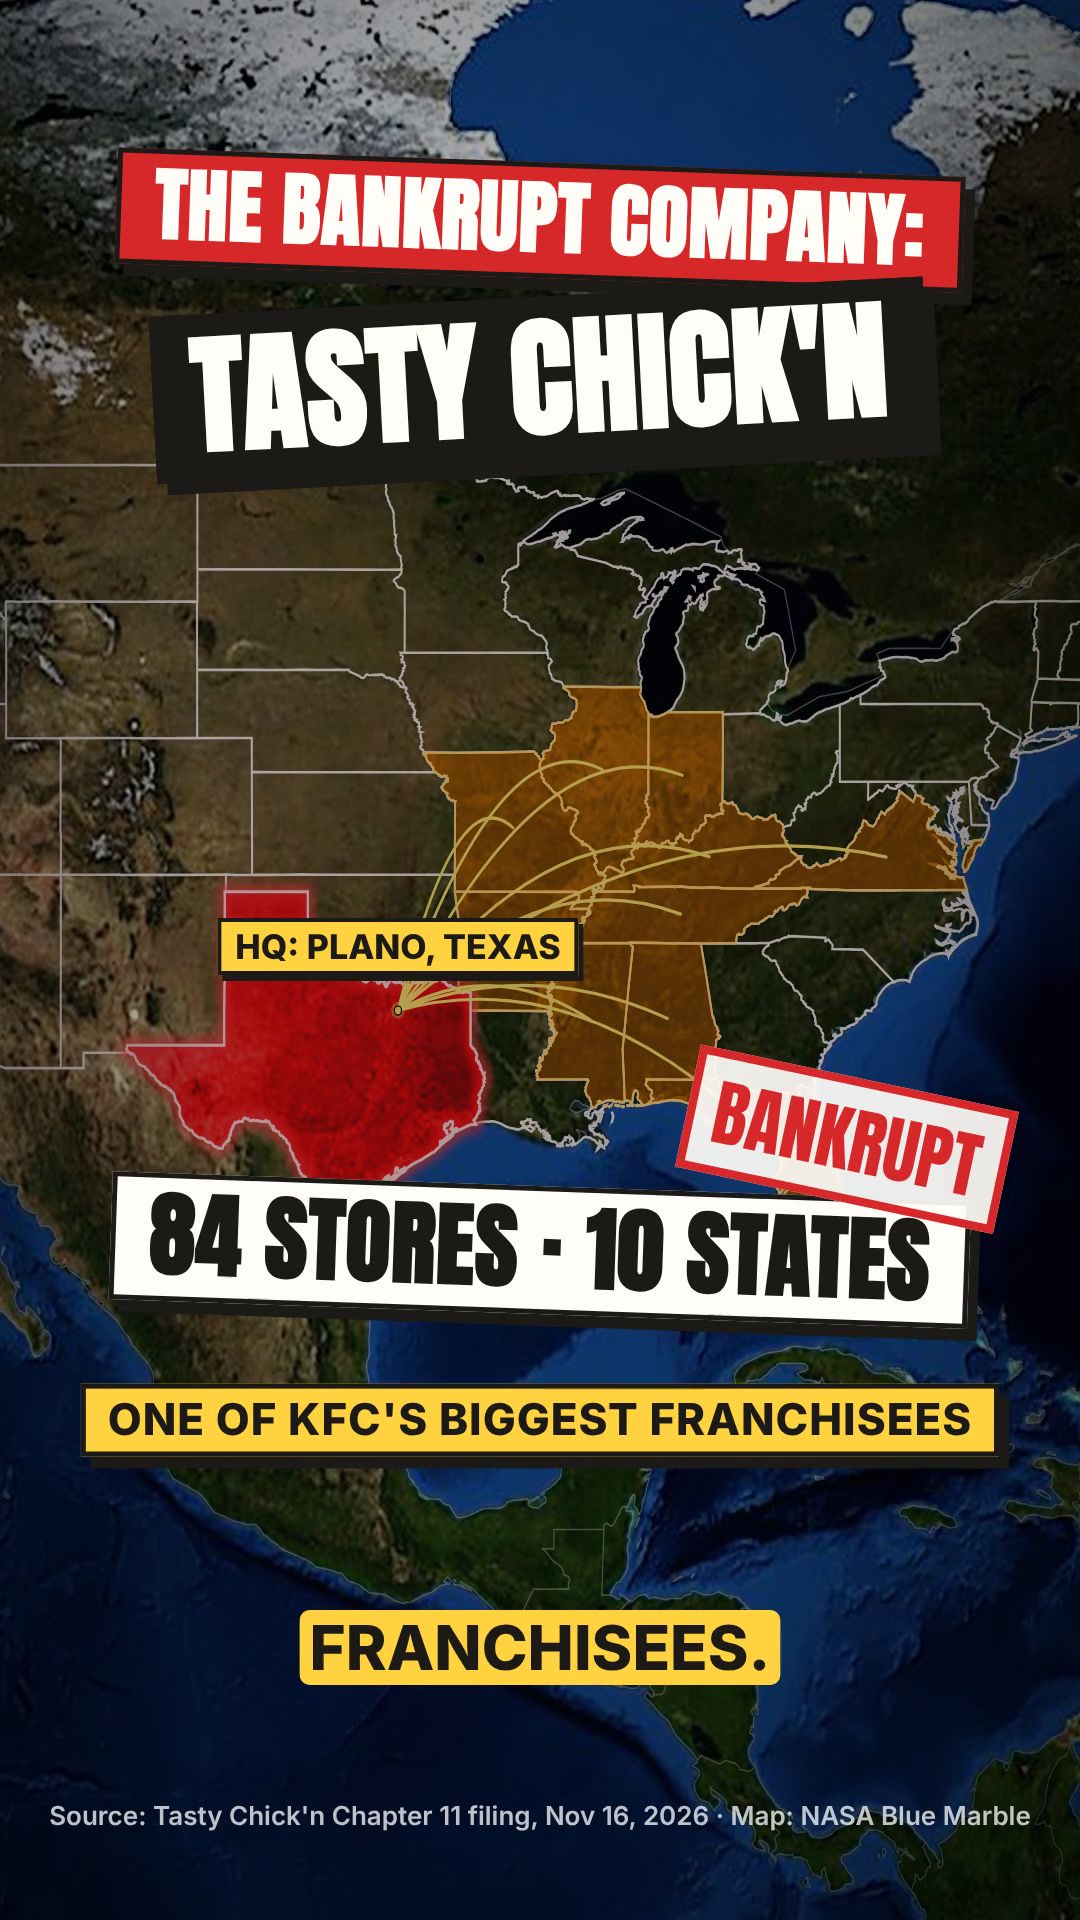 THE BANKRUPT COMPANY:
TASTY CHICK'N
HQ: PLANO, TEXAS
BANKRUPT
84 STORES · 10 STATES
ONE OF KFC'S BIGGEST FRANCHISEES
FRANCHISEES.
Source: Tasty Chick'n Chapter 11 filing, Nov 16, 2026 · Map: NASA Blue Marble